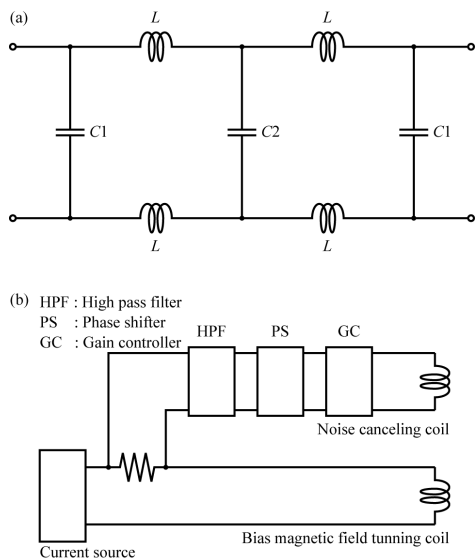 (a)
L
L
C1
C2
C1
L
L
(b)
HPF : High pass filter
PS : Phase shifter
GC : Gain controller
HPF
PS
GC
Noise canceling coil
Bias magnetic field tunning coil
Current source